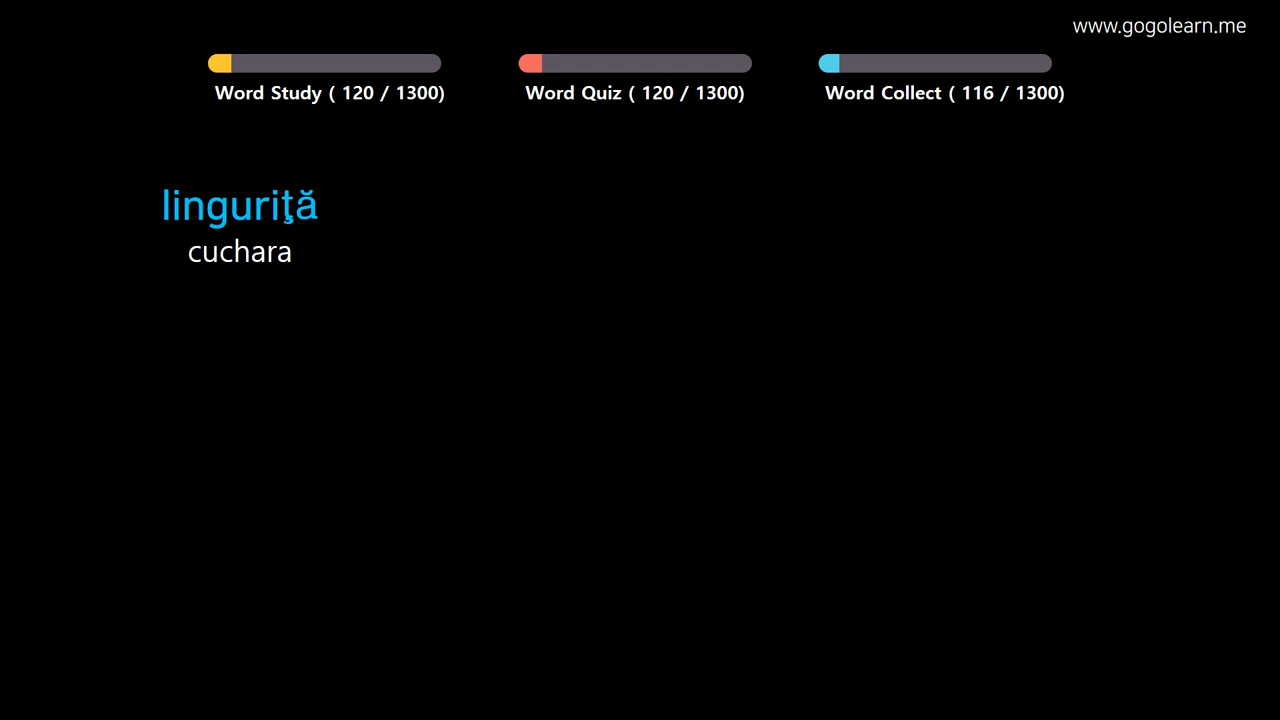 www.gogolearn.me
Word Study ( 120 / 1300)
Word Quiz ( 120 / 1300)
Word Collect ( 116 / 1300)
linguriţă
cuchara